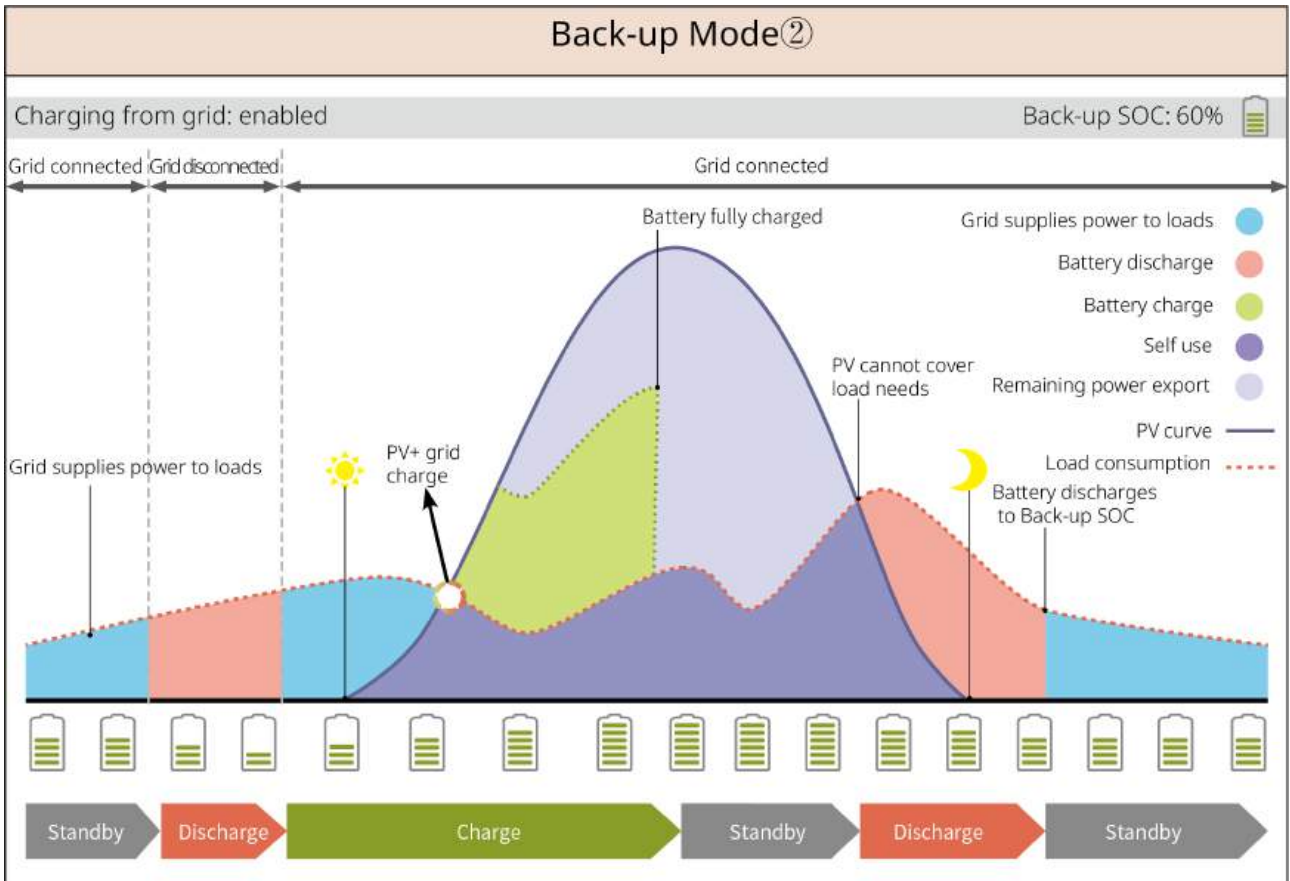 Back-up Mode②
Charging from grid: enabled
Back-up SOC: 60%
Grid connected
Grid disconnected
Grid connected
Battery fully charged
Grid supplies power to loads
Battery discharge
Battery charge
Self use
Remaining power export
PV curve
Load consumption
PV cannot cover
load needs
PV+ grid
charge
Grid supplies power to loads
Battery discharges
to Back-up SOC
Standby
Discharge
Charge
Standby
Discharge
Standby